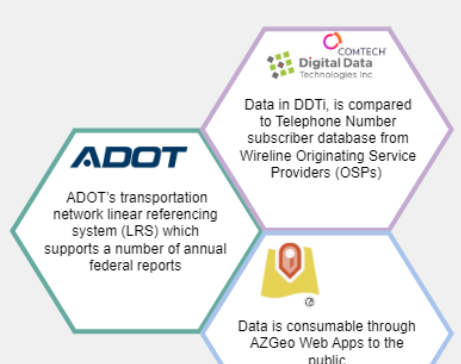 COMTECH
Digital Data
Technologies Inc
Data in DDTi, is compared
to Telephone Number
subscriber database from
Wireline Originating Service
Providers (OSPs)
ADOT
ADOT's transportation
network linear referencing
system (LRS) which
supports a number of annual
federal reports
Data is consumable through
AZGeo Web Apps to the
public